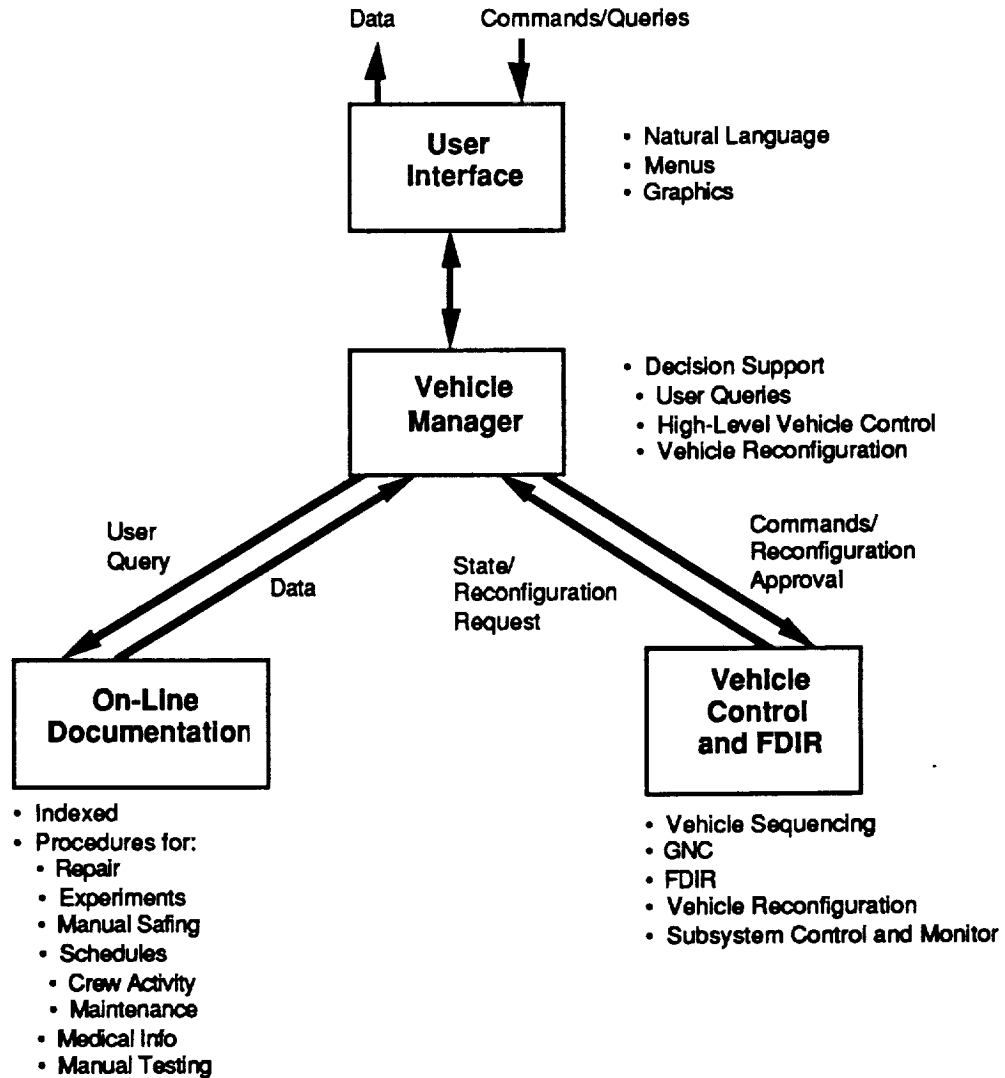 Data
Commands/Queries
User
Interface
• Natural Language
• Menus
• Graphics
Vehicle
Manager
• Decision Support
• User Queries
• High-Level Vehicle Control
• Vehicle Reconfiguration
User
Query
Data
State/
Reconfiguration
Request
Commands/
Reconfiguration
Approval
On-Line
Documentation
• Indexed
• Procedures for:
• Repair
• Experiments
• Manual Safing
• Schedules
• Crew Activity
• Maintenance
• Medical Info
• Manual Testing
Vehicle
Control
and FDIR
• Vehicle Sequencing
• GNC
• FDIR
• Vehicle Reconfiguration
• Subsystem Control and Monitor